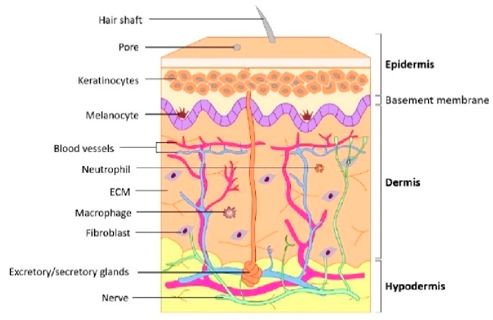 Hair shaft
Pore
Keratinocytes
Melanocyte
Blood vessels
Neutrophil
ECM
Macrophage
Fibroblast
Excretory/secretory glands
Nerve
Epidermis
Basement membrane
Dermis
Hypodermis